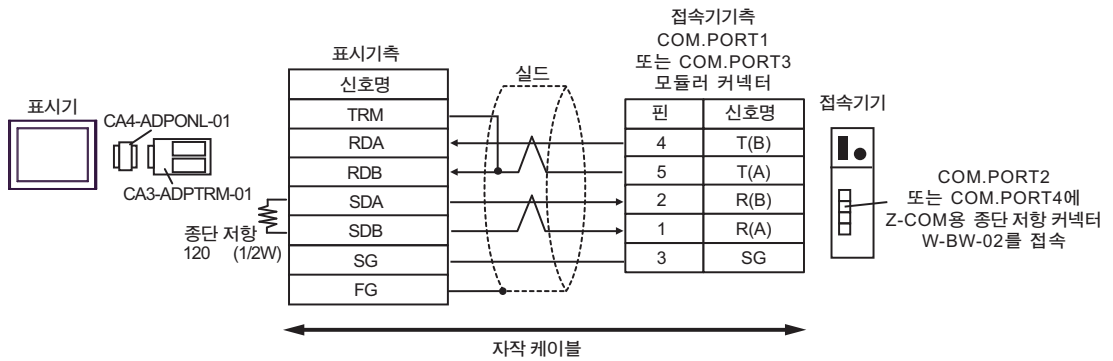 표시기
CA4-ADPONL-01
CA3-ADPTRM-01
종단 저항
120 (1/2W)
표시기측
신호명
TRM
RDA
RDB
SDA
SDB
SG
FG
실드
접속기기측
COM.PORT1
또는 COM.PORT3
모듈러 커넥터
핀 신호명
4 T(B)
5 T(A)
2 R(B)
1 R(A)
3 SG
접속기기
COM.PORT2
또는 COM.PORT4에
Z-COM용 종단 저항 커넥터
W-BW-02를 접속
자작 케이블